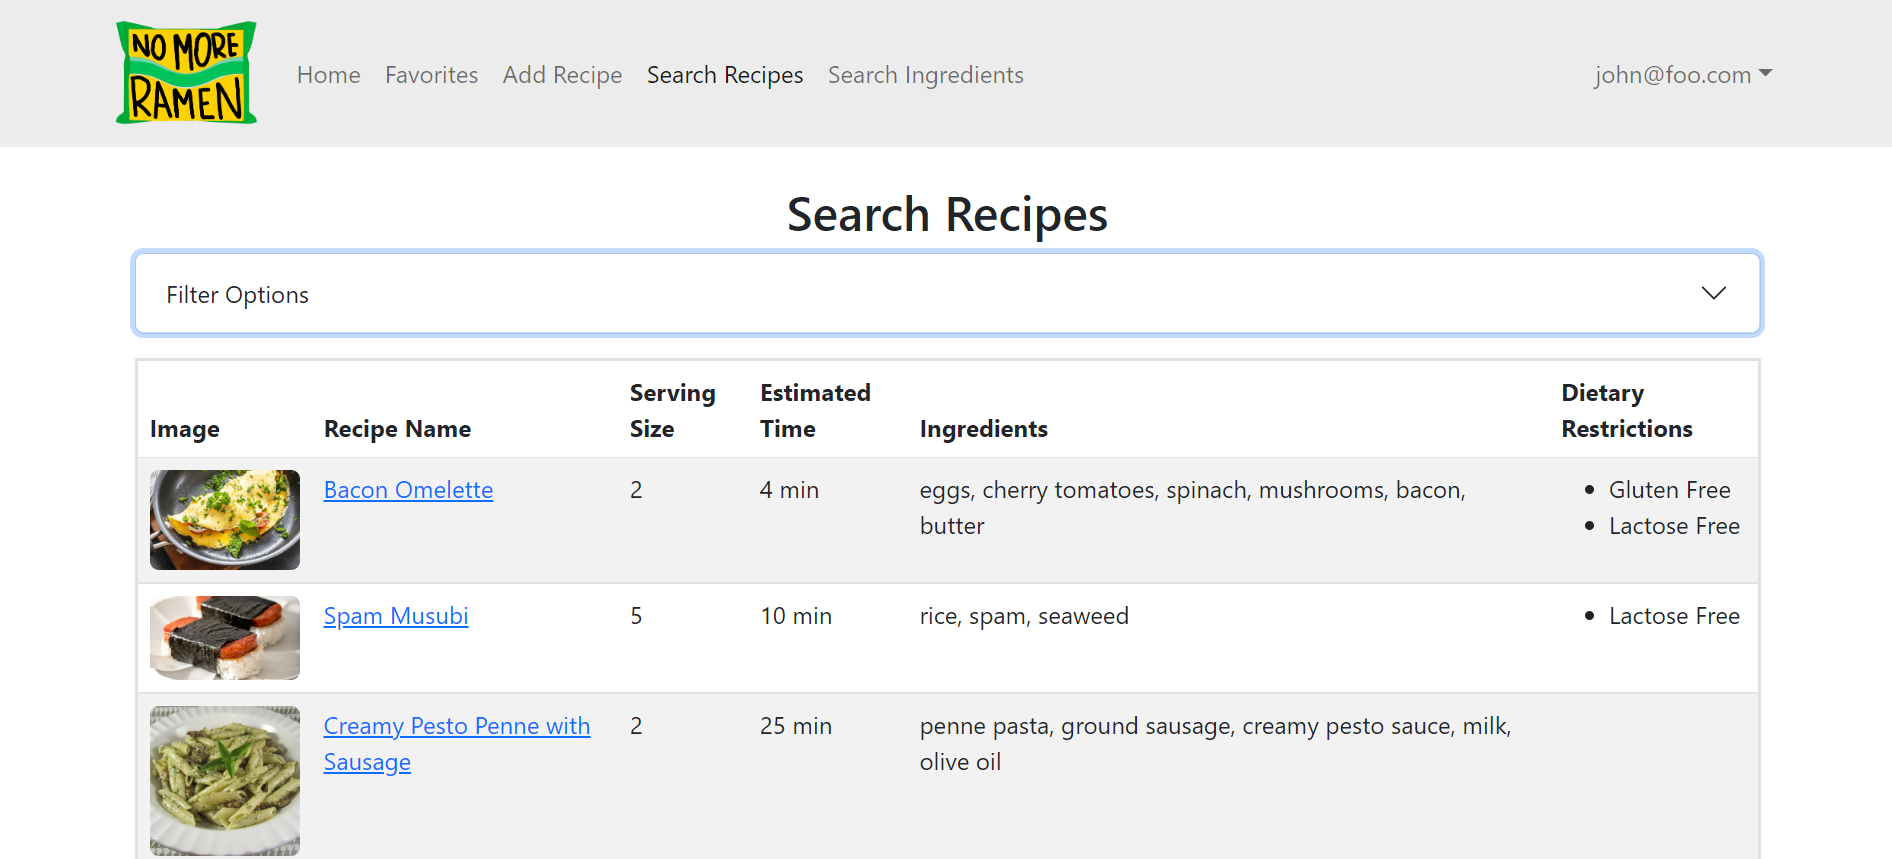 NO MORE
RAMEN
Home Favorites Add Recipe Search Recipes Search Ingredients john@foo.com
Search Recipes
Filter Options
Image Recipe Name Serving Size Estimated Time Ingredients Dietary Restrictions
Bacon Omelette 2 4 min eggs, cherry tomatoes, spinach, mushrooms, bacon, Gluten Free
butter Lactose Free
Spam Musubi 5 10 min rice, spam, seaweed Lactose Free
Creamy Pesto Penne with 2 25 min penne pasta, ground sausage, creamy pesto sauce, milk,
Sausage olive oil